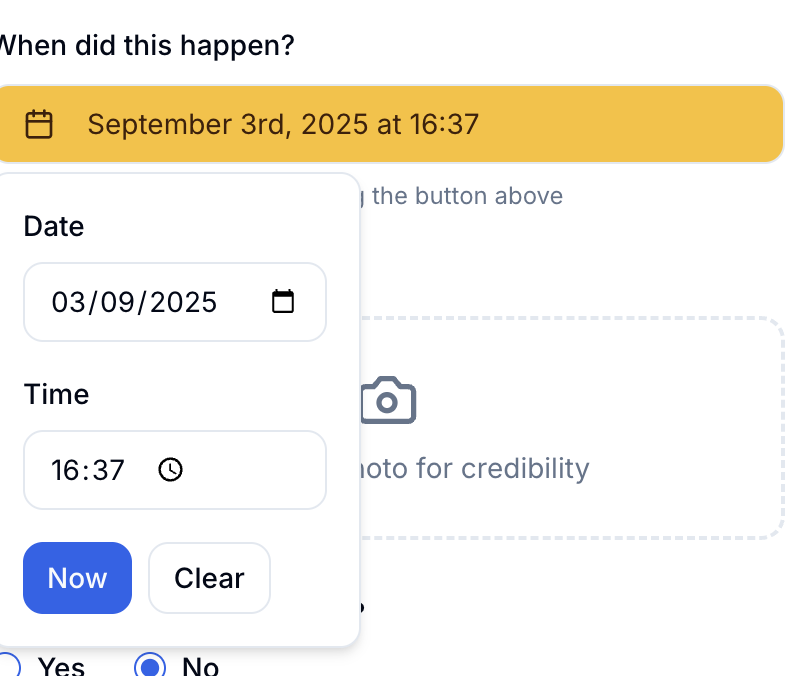 When did this happen?
September 3rd, 2025 at 16:37
the button above
Date
03/09/2025
Time
16:37
for credibility
Now
Clear
Yes
No